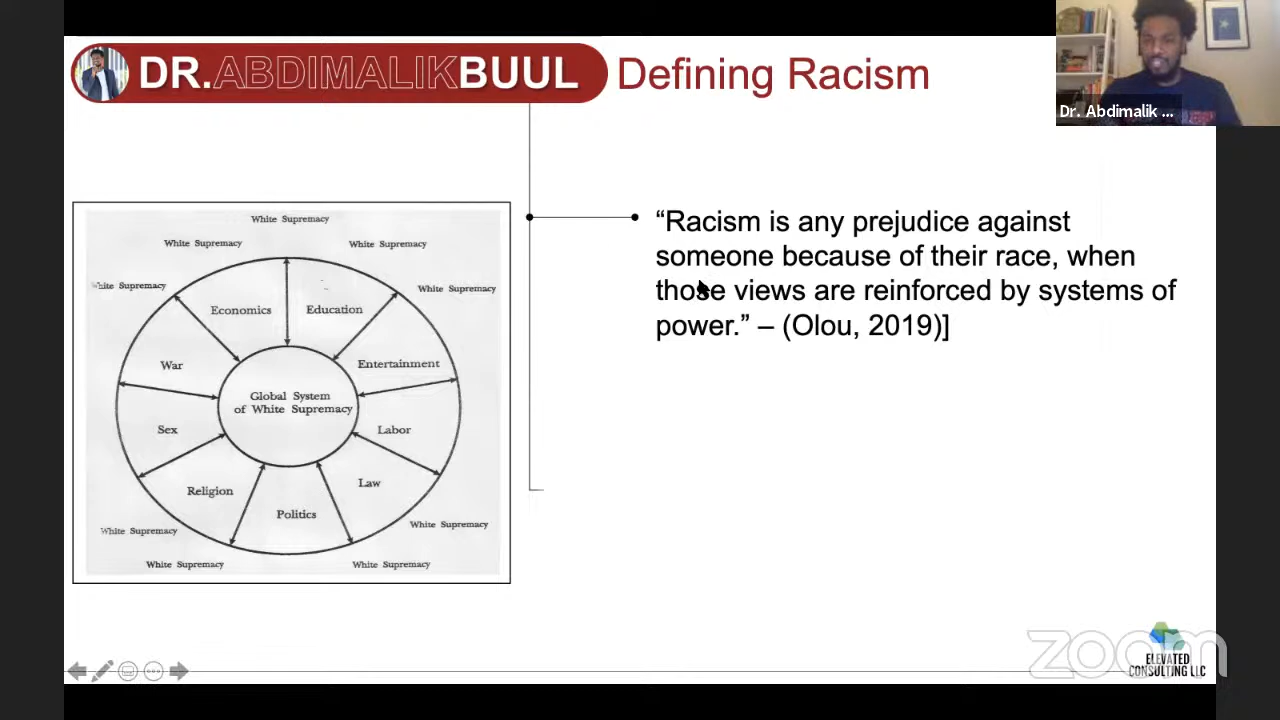 DR.ABDIMALIKBUUL
Defining Racism
Dr. Abdimalik ...
White Supremacy
White Supremacy
White Supremacy
White Supremacy
White Supremacy
Economics
Education
War
Entertainment
Global System
of White Supremacy
Sex
Labor
Religion
Law
Politics
White Supremacy
White Supremacy
White Supremacy
White Supremacy
“Racism is any prejudice against
someone because of their race, when
those views are reinforced by systems of
power.” – (Olou, 2019)]
zoom
ELEVATED
CONSULTING LLC